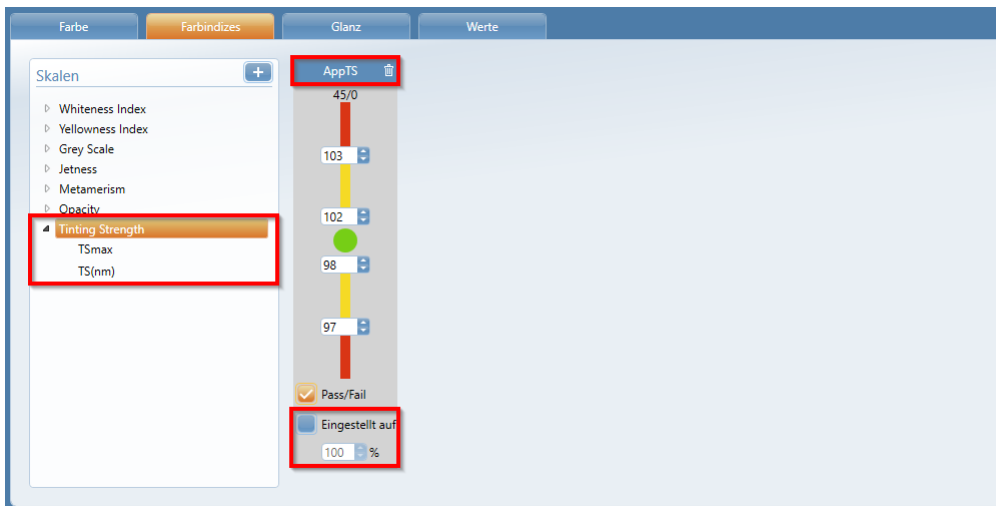 Farbe
Farbindizes
Glanz
Werte
Skalen
Whiteness Index
Yellowness Index
Grey Scale
Jetness
Metamerism
Opacity
Tinting Strength
TSmax
TS(nm)
AppTS
45/0
103
102
98
97
Pass/Fail
Eingestellt auf
100 %